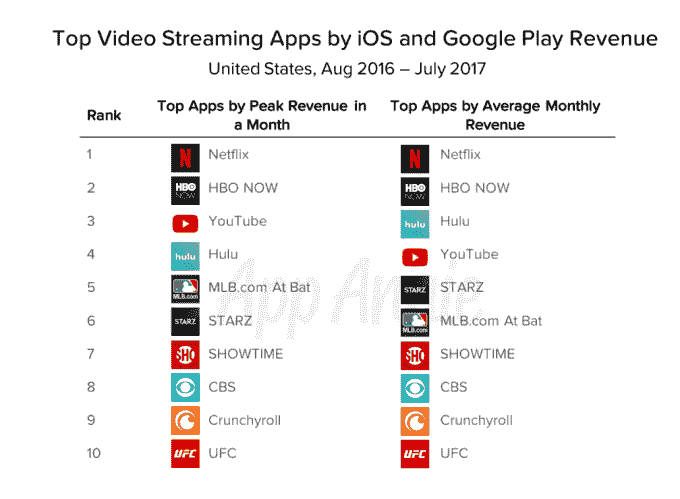 Top Video Streaming Apps by iOS and Google Play Revenue
United States, Aug 2016 – July 2017
Rank Top Apps by Peak Revenue in a Month Top Apps by Average Monthly Revenue
1 Netflix Netflix
2 HBO NOW HBO NOW HBO NOW HBO NOW
3 YouTube hulu Hulu
4 hulu Hulu YouTube
5 MLB.com MLB.com At Bat STARZ STARZ
6 STARZ STARZ MLB.com MLB.com At Bat
7 SHO SHOWTIME SHO SHOWTIME
8 CBS CBS
9 Crunchyroll Crunchyroll
10 UFC UFC UFC UFC
App Annie